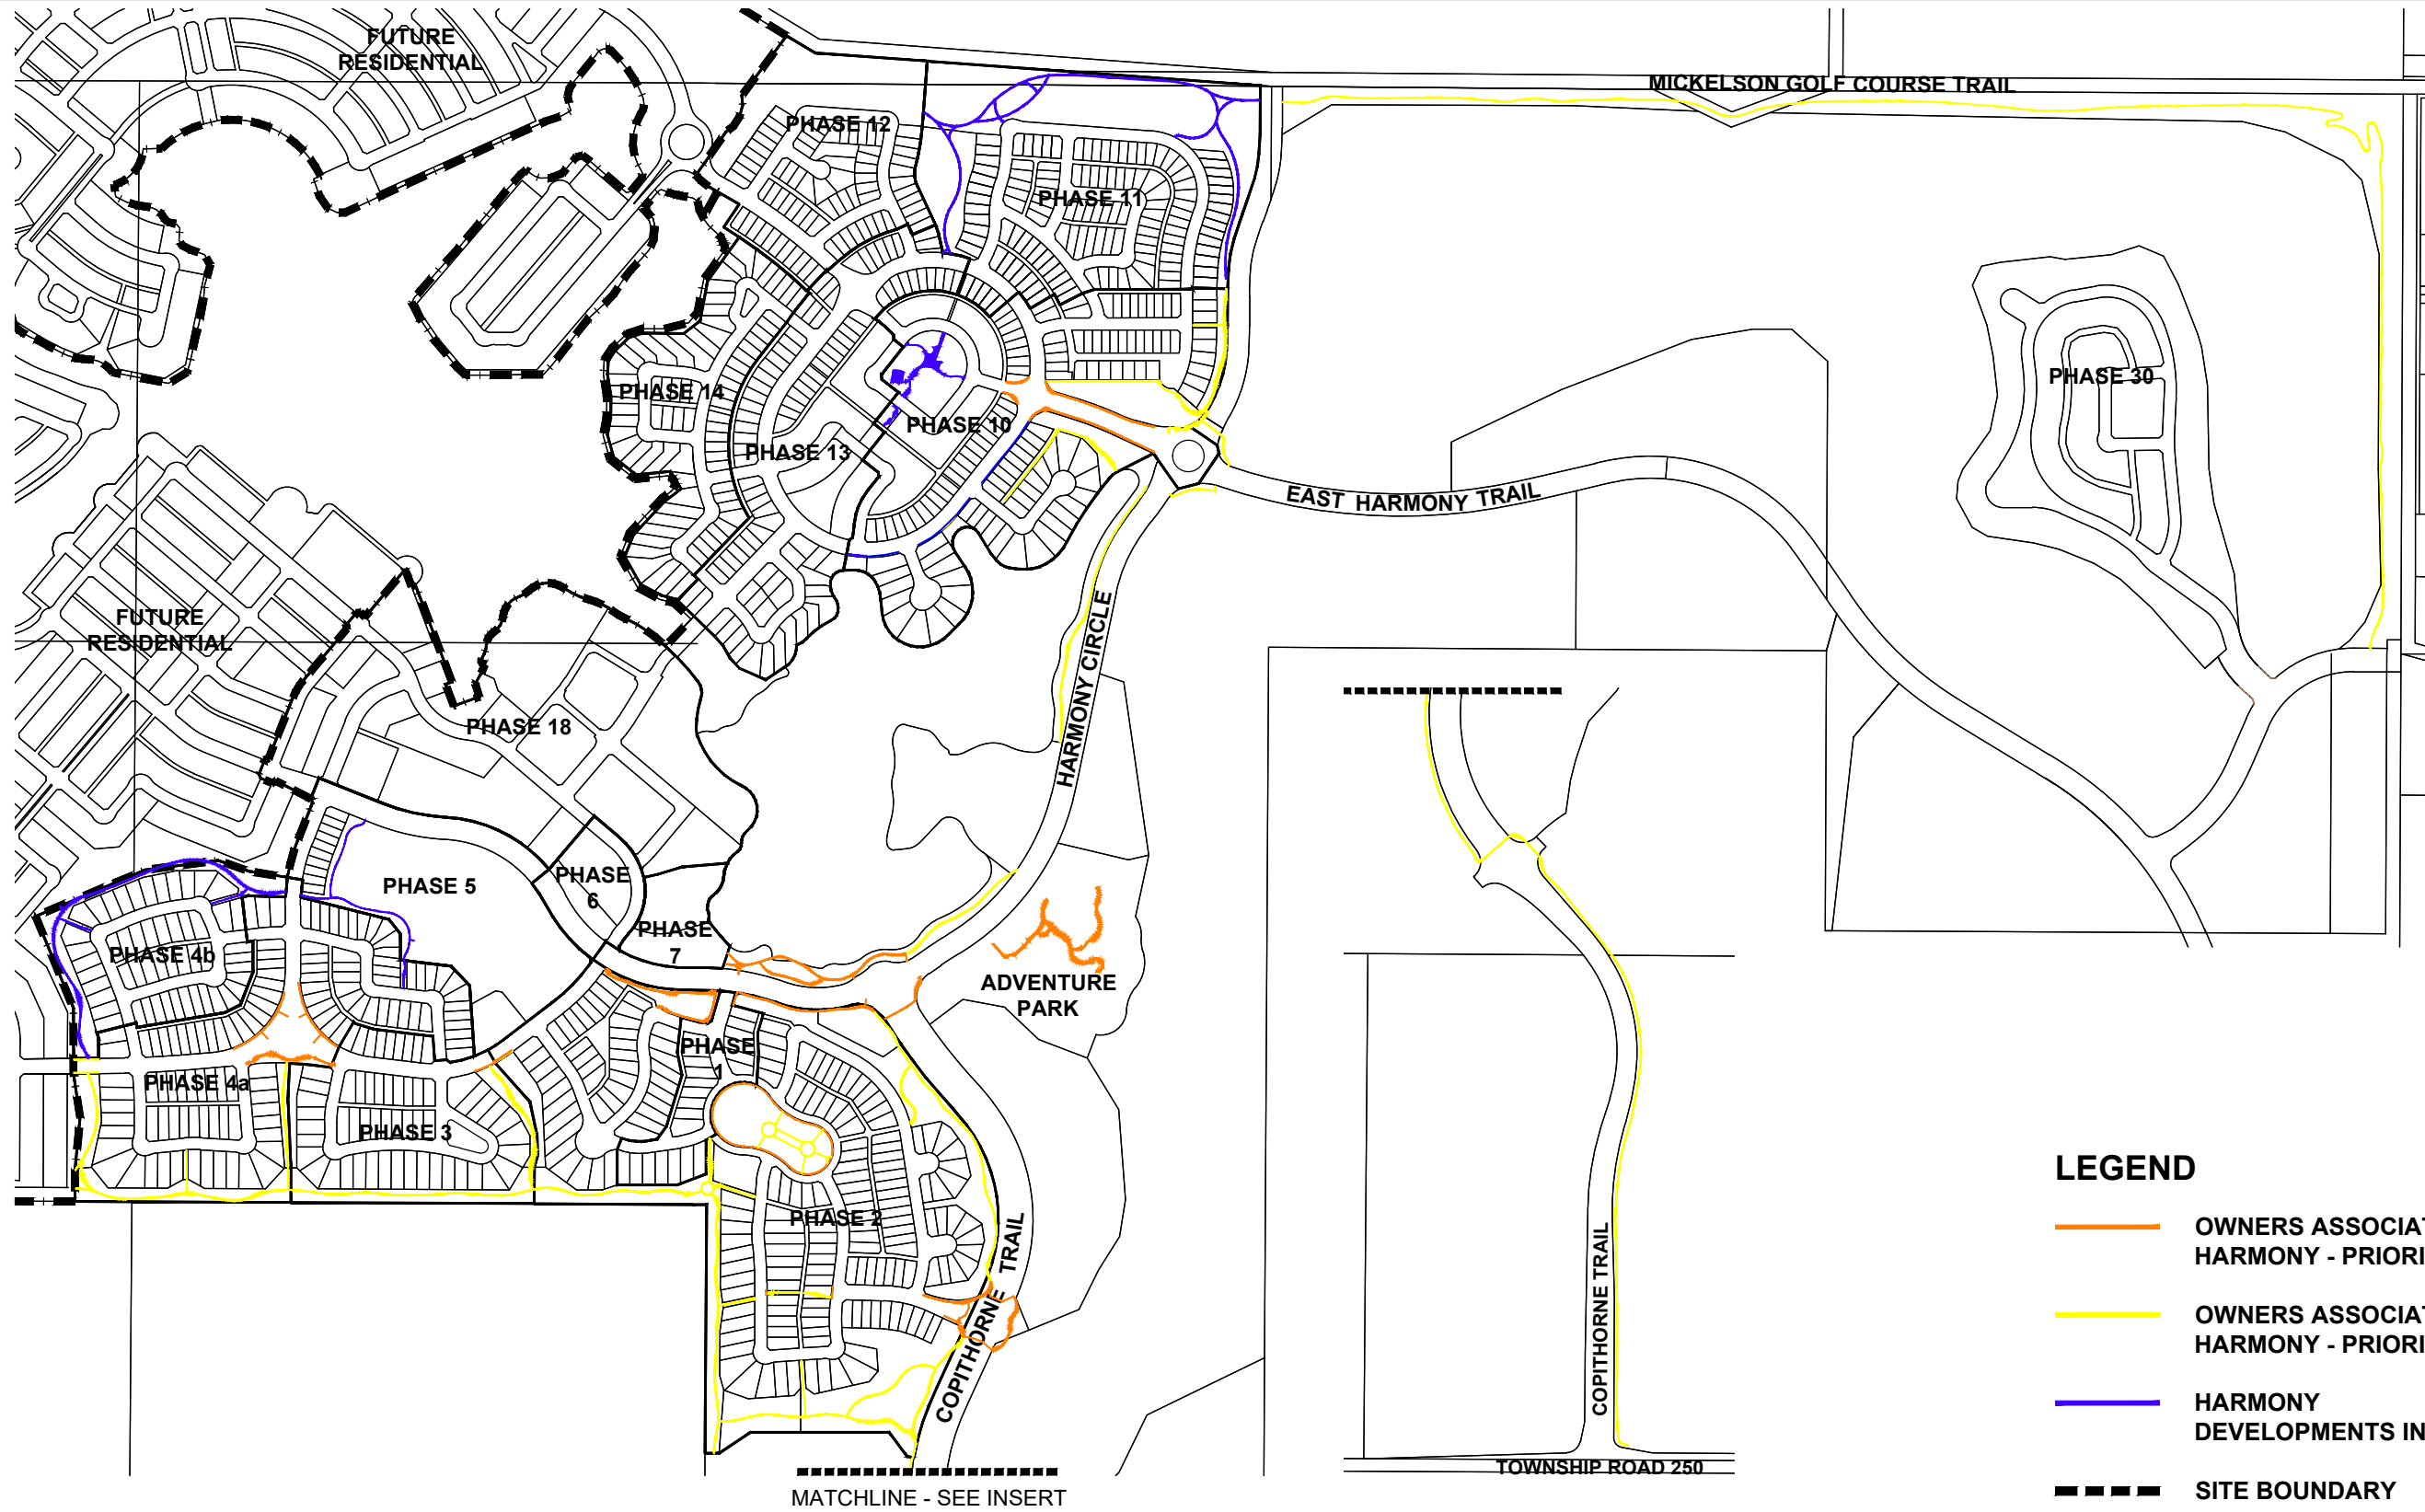 FUTURE
RESIDENTIAL
MICKELSON GOLF COURSE TRAIL
PHASE 12
PHASE 11
PHASE 30
PHASE 14
PHASE 10
PHASE 13
EAST HARMONY TRAIL
FUTURE
RESIDENTIAL
HARMONY CIRCLE
PHASE 18
PHASE 5
PHASE
6
PHASE
7
PHASE 4b
ADVENTURE
PARK
PHASE
1
PHASE 4a
PHASE 3
PHASE 2
COPITHORNE TRAIL
COPITHORNE TRAIL
TOWNSHIP ROAD 250
MATCHLINE - SEE INSERT
LEGEND
OWNERS ASSOCIAT
HARMONY - PRIORI
OWNERS ASSOCIAT
HARMONY - PRIORI
HARMONY
DEVELOPMENTS IN
SITE BOUNDARY